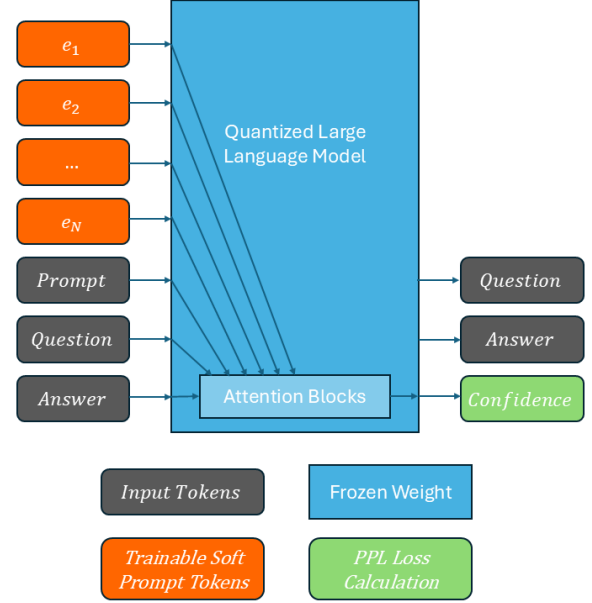 e₁
e₂
...
e_N
Prompt
Question
Answer
Quantized Large
Language Model
Attention Blocks
Question
Answer
Confidence
Input Tokens
Frozen Weight
Trainable Soft
Prompt Tokens
PPL Loss
Calculation